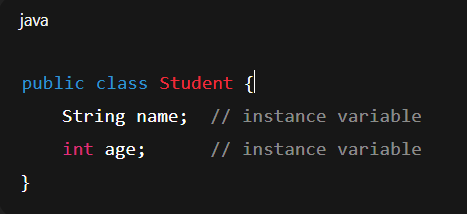 java
public class Student {
    String name;  // instance variable
    int age;      // instance variable
}